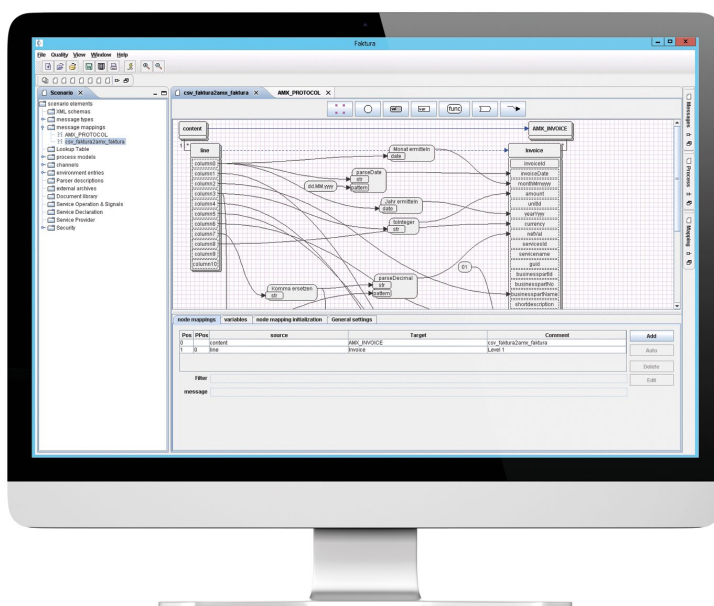 Faktura
File Quality View Window Help
Scenario
csv_faktura2amx_faktura
AMX_PROTOCOL
scenario elements
XML schemas
message types
message mappings
AMX_PROTOCOL
csv_faktura2amx_faktura
Lookup Table
process models
channels
environment entries
Parser descriptions
external archives
Document library
Service Operation & Signals
Service Declaration
Service Provider
Security
func
content
AMX_INVOICE
line
column0
column1
column2
column3
column4
column5
column6
column7
column8
column9
column10
Monat ermitteln
date
parseDate
str
pattern
dd.MM.yyyy
Jahr ermitteln
date
toInteger
str
parseDecimal
str
pattern
Komma ersetzen
str
01
Invoice
invoiceId
invoiceDate
monthMmyyy
amount
unitId
yearYyy
currency
netVal
servicesId
servicename
guid
businesspartId
businesspartNo
businesspartName
shortdescription
Messages
Process
Mapping
node mappings variables node mapping initialization General settings
Pos PPos source Target Comment
0 content AMX_INVOICE csv_faktura2amx_faktura
1 0 line Invoice Level 1
Add
Auto
Delete
Edit
Filter
message